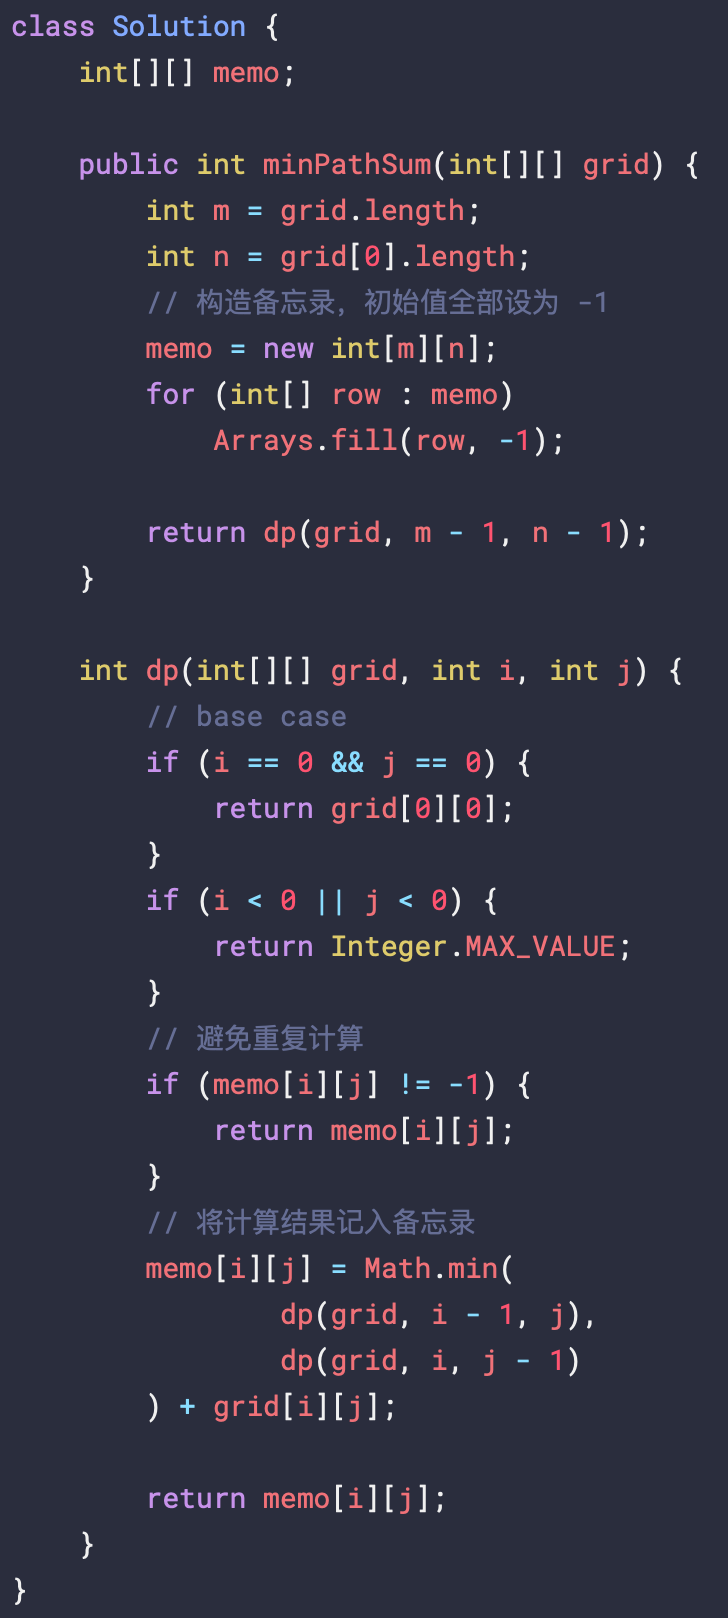 class Solution {
    int[][] memo;

    public int minPathSum(int[][] grid) {
        int m = grid.length;
        int n = grid[0].length;
        // 构造备忘录，初始值全部设为 -1
        memo = new int[m][n];
        for (int[] row : memo)
            Arrays.fill(row, -1);

        return dp(grid, m - 1, n - 1);
    }

    int dp(int[][] grid, int i, int j) {
        // base case
        if (i == 0 && j == 0) {
            return grid[0][0];
        }
        if (i < 0 || j < 0) {
            return Integer.MAX_VALUE;
        }
        // 避免重复计算
        if (memo[i][j] != -1) {
            return memo[i][j];
        }
        // 将计算结果记入备忘录
        memo[i][j] = Math.min(
                dp(grid, i - 1, j),
                dp(grid, i, j - 1)
        ) + grid[i][j];

        return memo[i][j];
    }
}